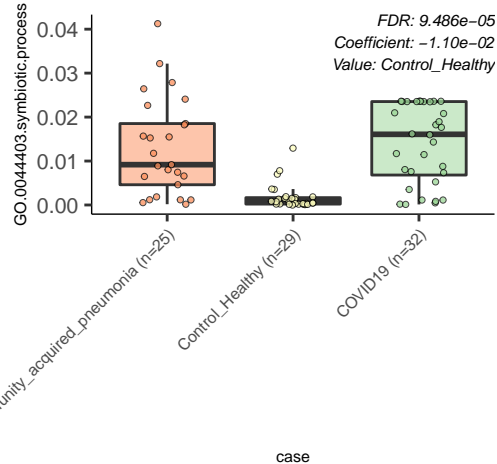 FDR: 9.486e−05
Coefficient: −1.10e−02
Value: Control_Healthy
GO.0044403.symbiotic.process
0.04
0.03
0.02
0.01
0.00
unity_acquired_pneumonia (n=25)
Control_Healthy (n=29)
COVID19 (n=32)
case